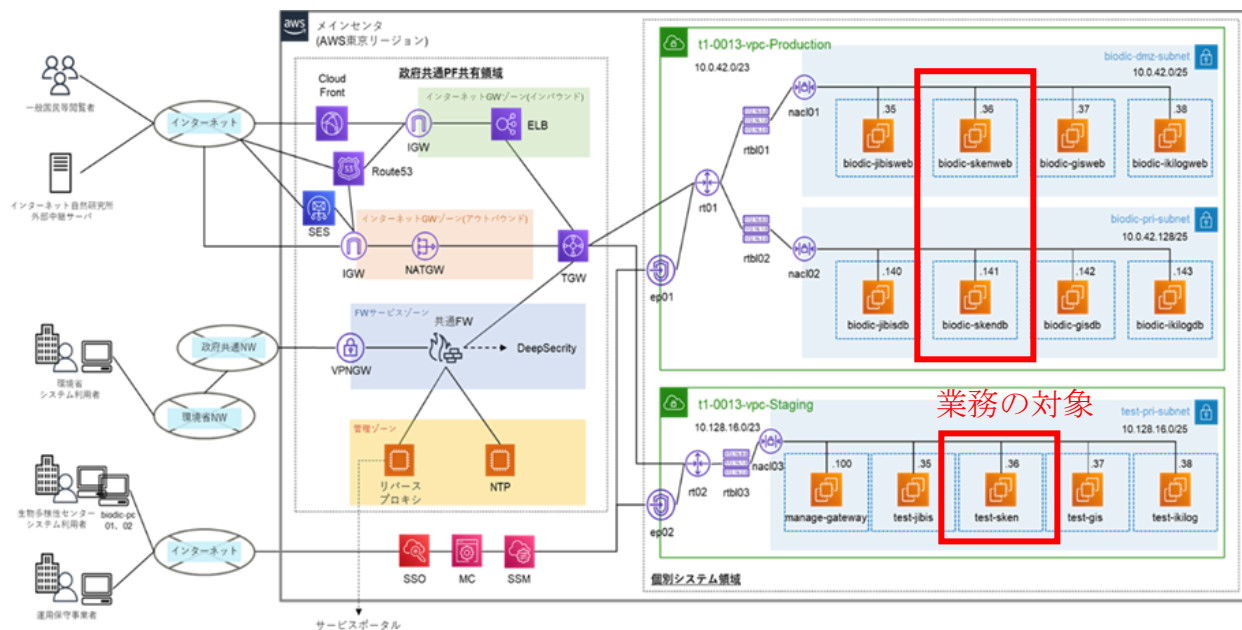 aws
メインセンタ
(AWS東京リージョン)
政府共通PF共有領域
Cloud
Front
インターネットGWゾーン(インバウンド)
IGW
ELB
53
Route53
SES
インターネットGWゾーン(アウトバウンド)
IGW
NATGW
TGW
FWサービスゾーン
共通FW
VPNGW
DeepSecrity
管理ゾーン
リバース
プロキシ
NTP
SSO
MC
SSM
サービスポータル
一般国民等閲覧者
インターネット
インターネット自然研究所
外部中継サーバ
環境省
システム利用者
政府共通NW
環境省NW
生物多様性センター
システム利用者
biodic-pc
01、02
インターネット
運用保守事業者
t1-0013-vpc-Production
10.0.42.0/23
biodic-dmz-subnet
10.0.42.0/25
nacl01
rtbl01
rt01
.35
.36
.37
.38
biodic-jibisweb
biodic-skenweb
biodic-gisweb
biodic-ikilogweb
biodic-pri-subnet
10.0.42.128/25
rtbl02
nacl02
ep01
.140
.141
.142
.143
biodic-jibisdb
biodic-skendb
biodic-gisdb
biodic-ikilogdb
t1-0013-vpc-Staging
10.128.16.0/23
業務の対象
test-pri-subnet
10.128.16.0/25
rt02
rtbl03
nacl03
ep02
.100
.35
.36
.37
.38
manage-gateway
test-jibis
test-sken
test-gis
test-ikilog
個別システム領域